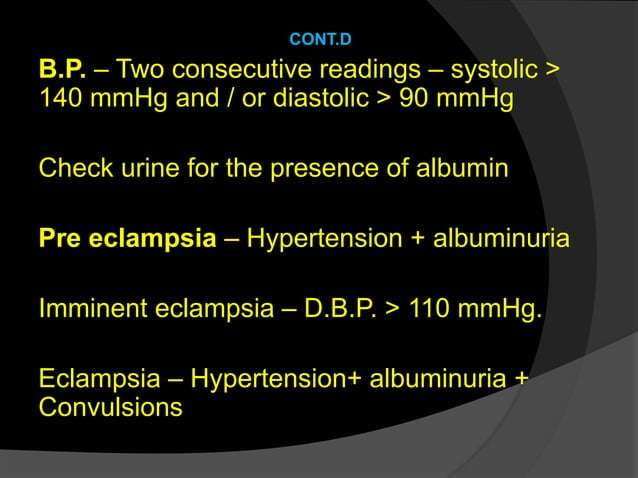 CONT.D
B.P. – Two consecutive readings – systolic >
140 mmHg and / or diastolic > 90 mmHg
Check urine for the presence of albumin
Pre eclampsia – Hypertension + albuminuria
Imminent eclampsia – D.B.P. > 110 mmHg.
Eclampsia – Hypertension+ albuminuria +
Convulsions